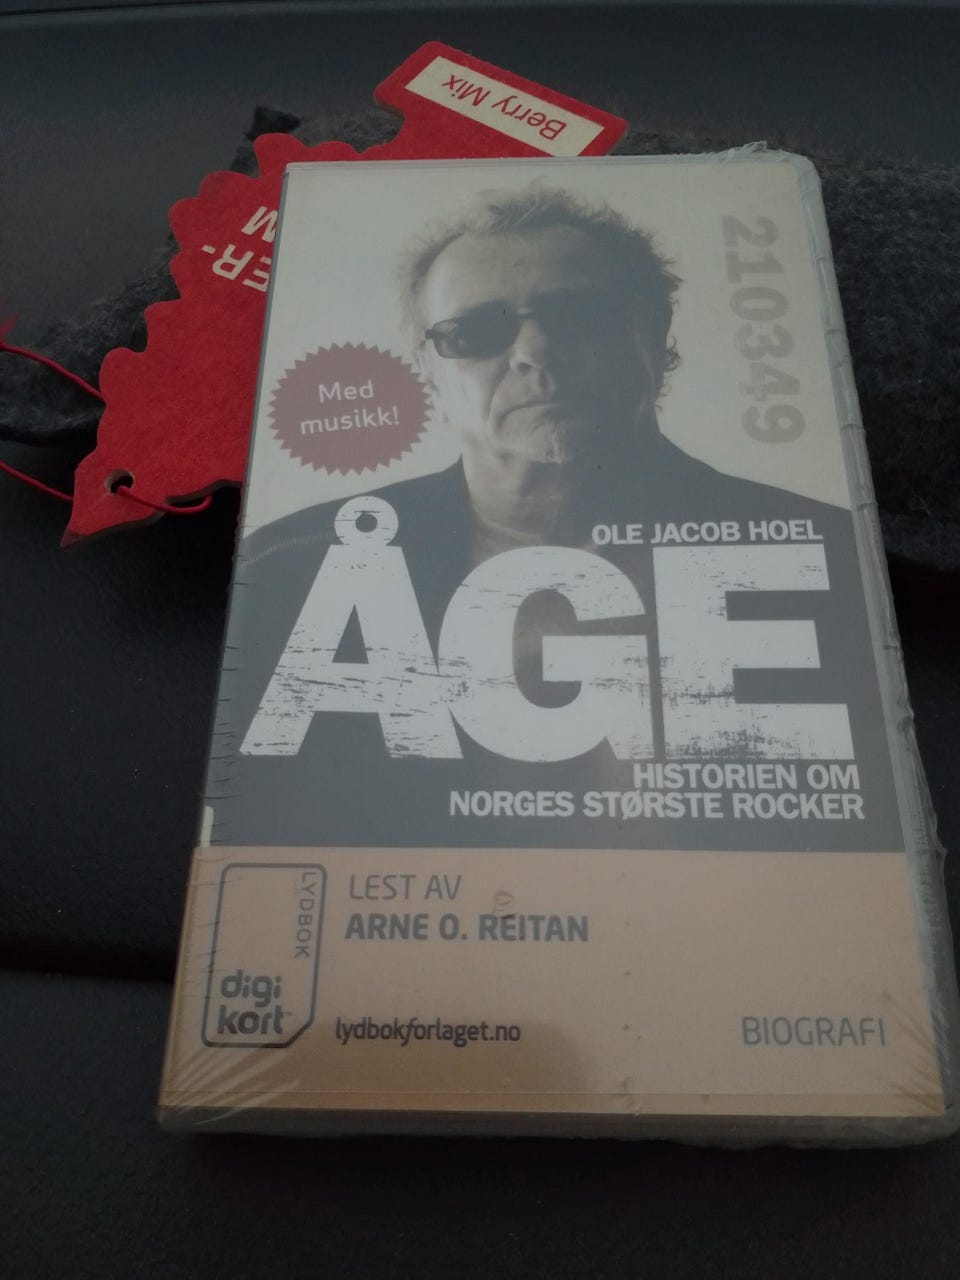 Berry Mix
ER-
M
210349
Med
musikk!
OLE JACOB HOEL
ÅGE
HISTORIEN OM
NORGES STØRSTE ROCKER
LYDBOK
digi
kort
LEST AV
ARNE O. REITAN
lydbokforlaget.no
BIOGRAFI